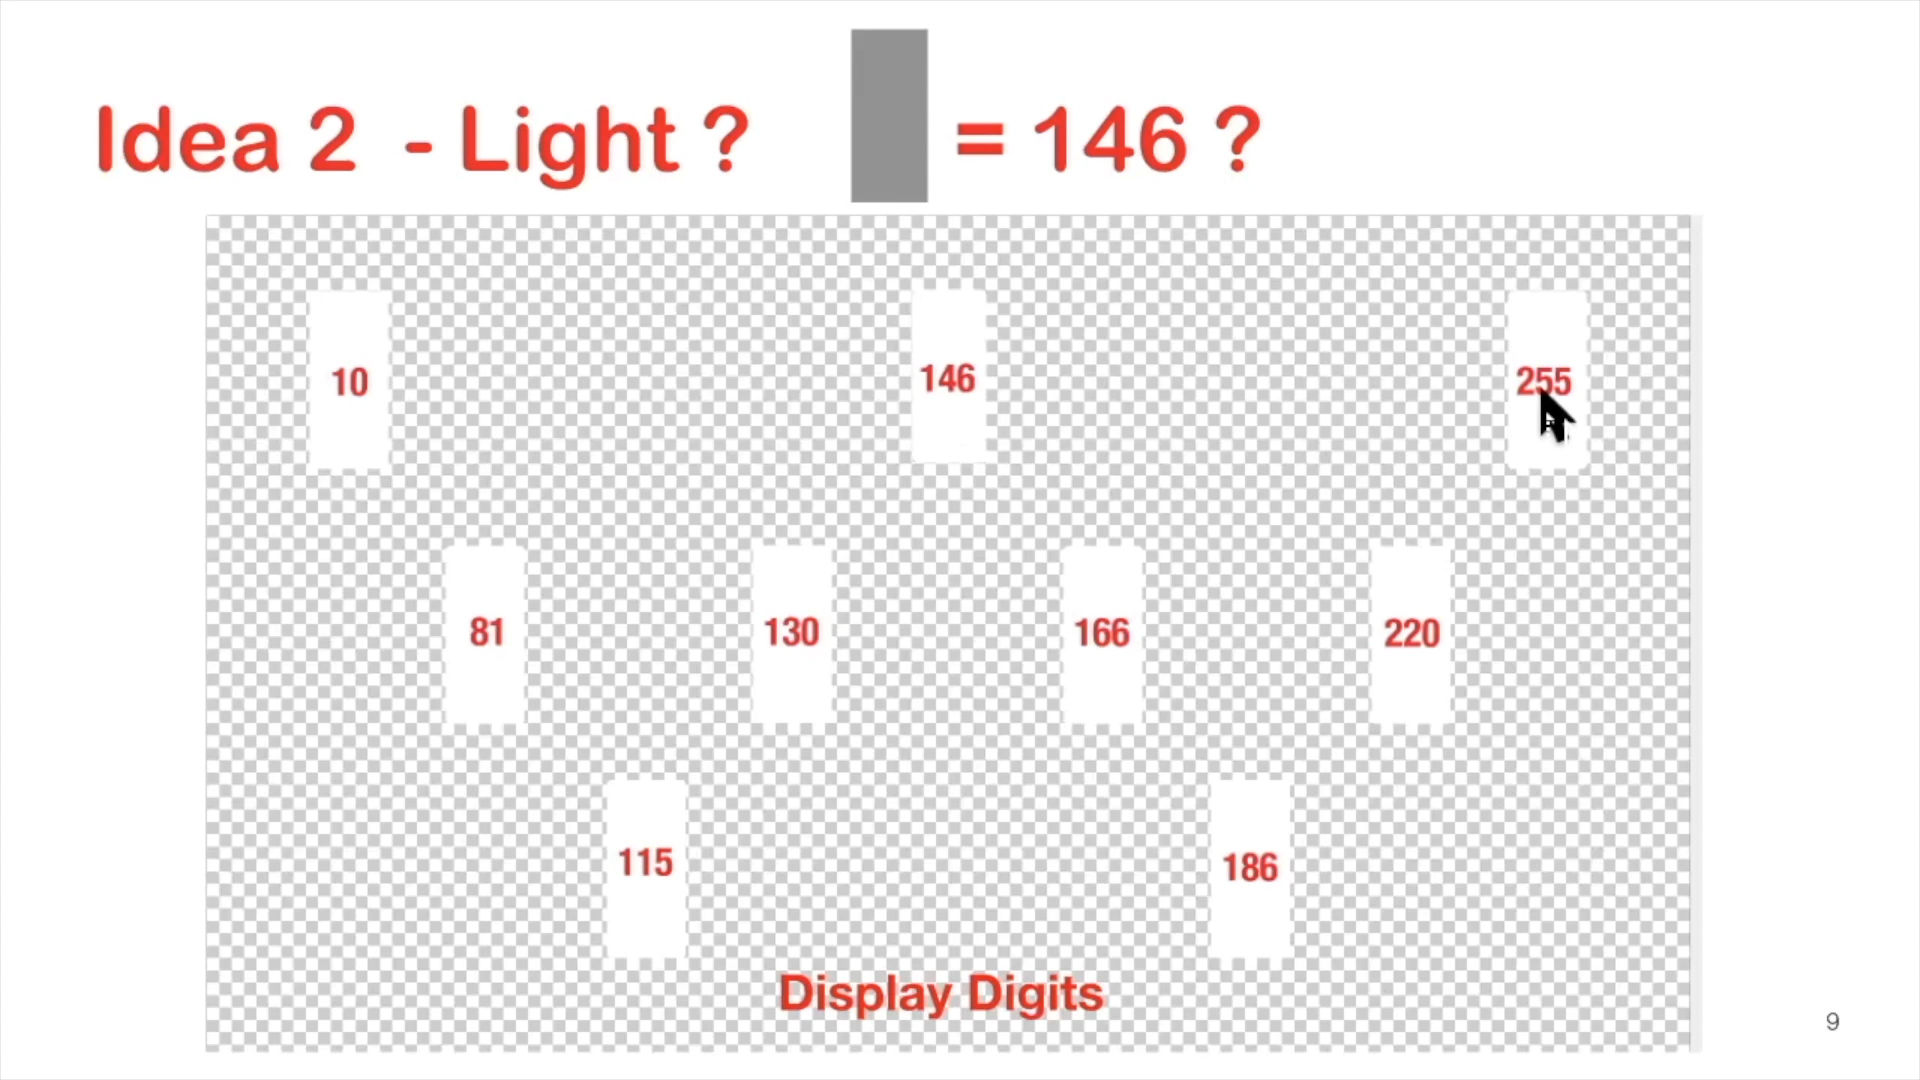 Idea 2 - Light ? = 146 ?
10 146 255
81 130 166 220
115 186
Display Digits
9